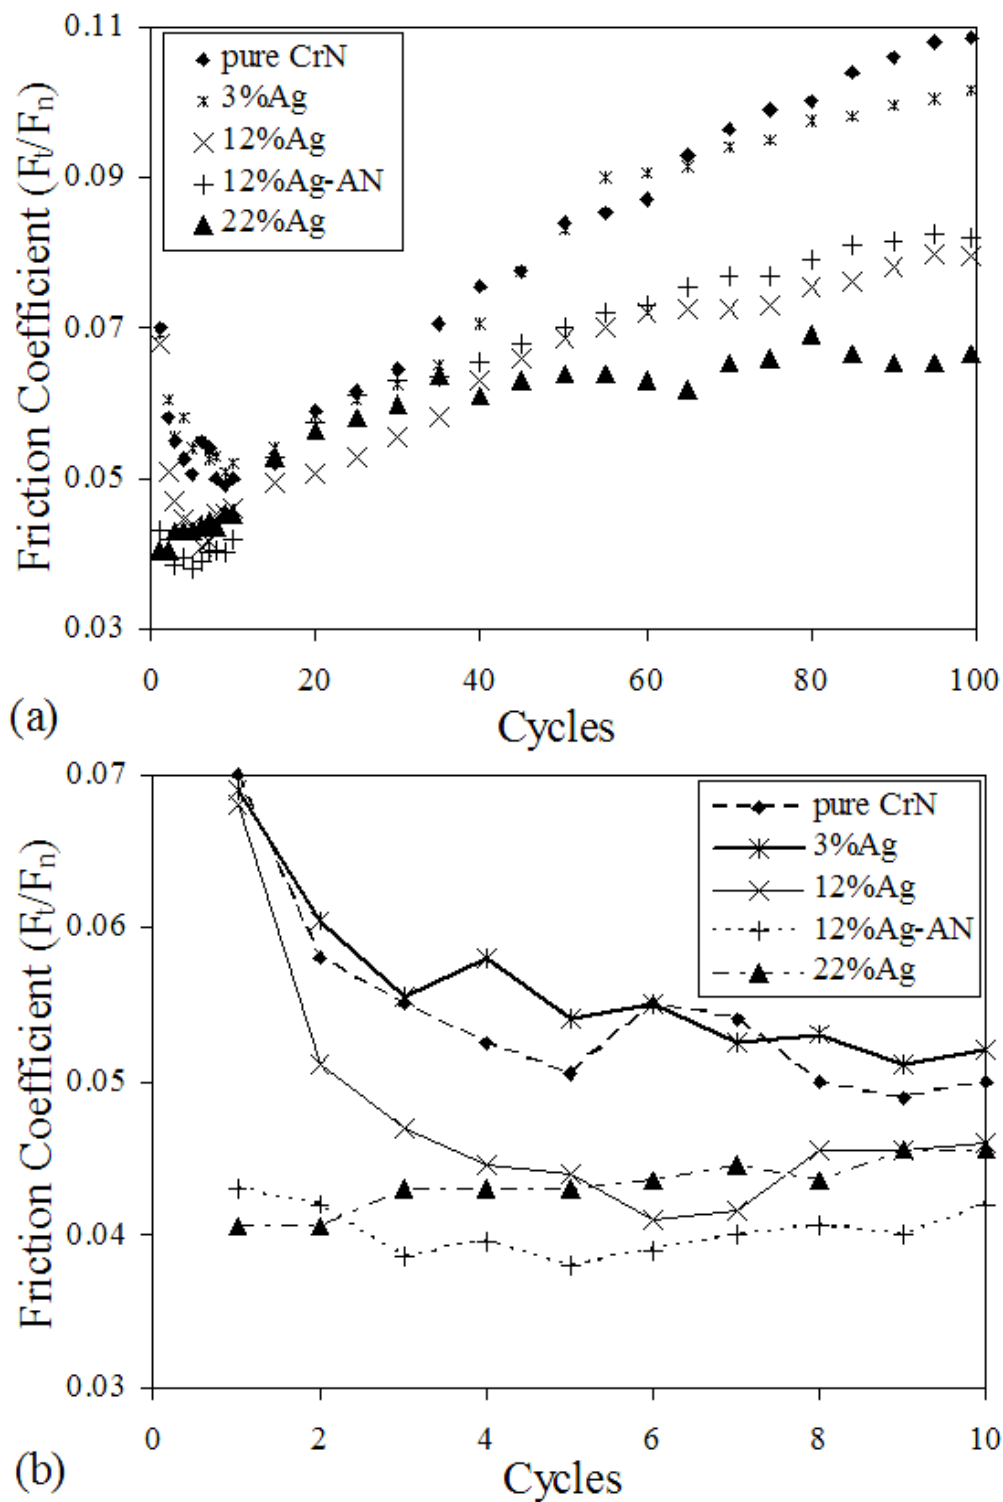 0.11
pure CrN
3%Ag
12%Ag
12%Ag-AN
22%Ag
0.09
0.07
0.05
0.03
Friction Coefficient (Ft/Fn)
0 20 40 60 80 100
(a)
Cycles
0.07
pure CrN
3%Ag
12%Ag
12%Ag-AN
22%Ag
0.06
0.05
0.04
0.03
Friction Coefficient (Ft/Fn)
0 2 4 6 8 10
(b)
Cycles